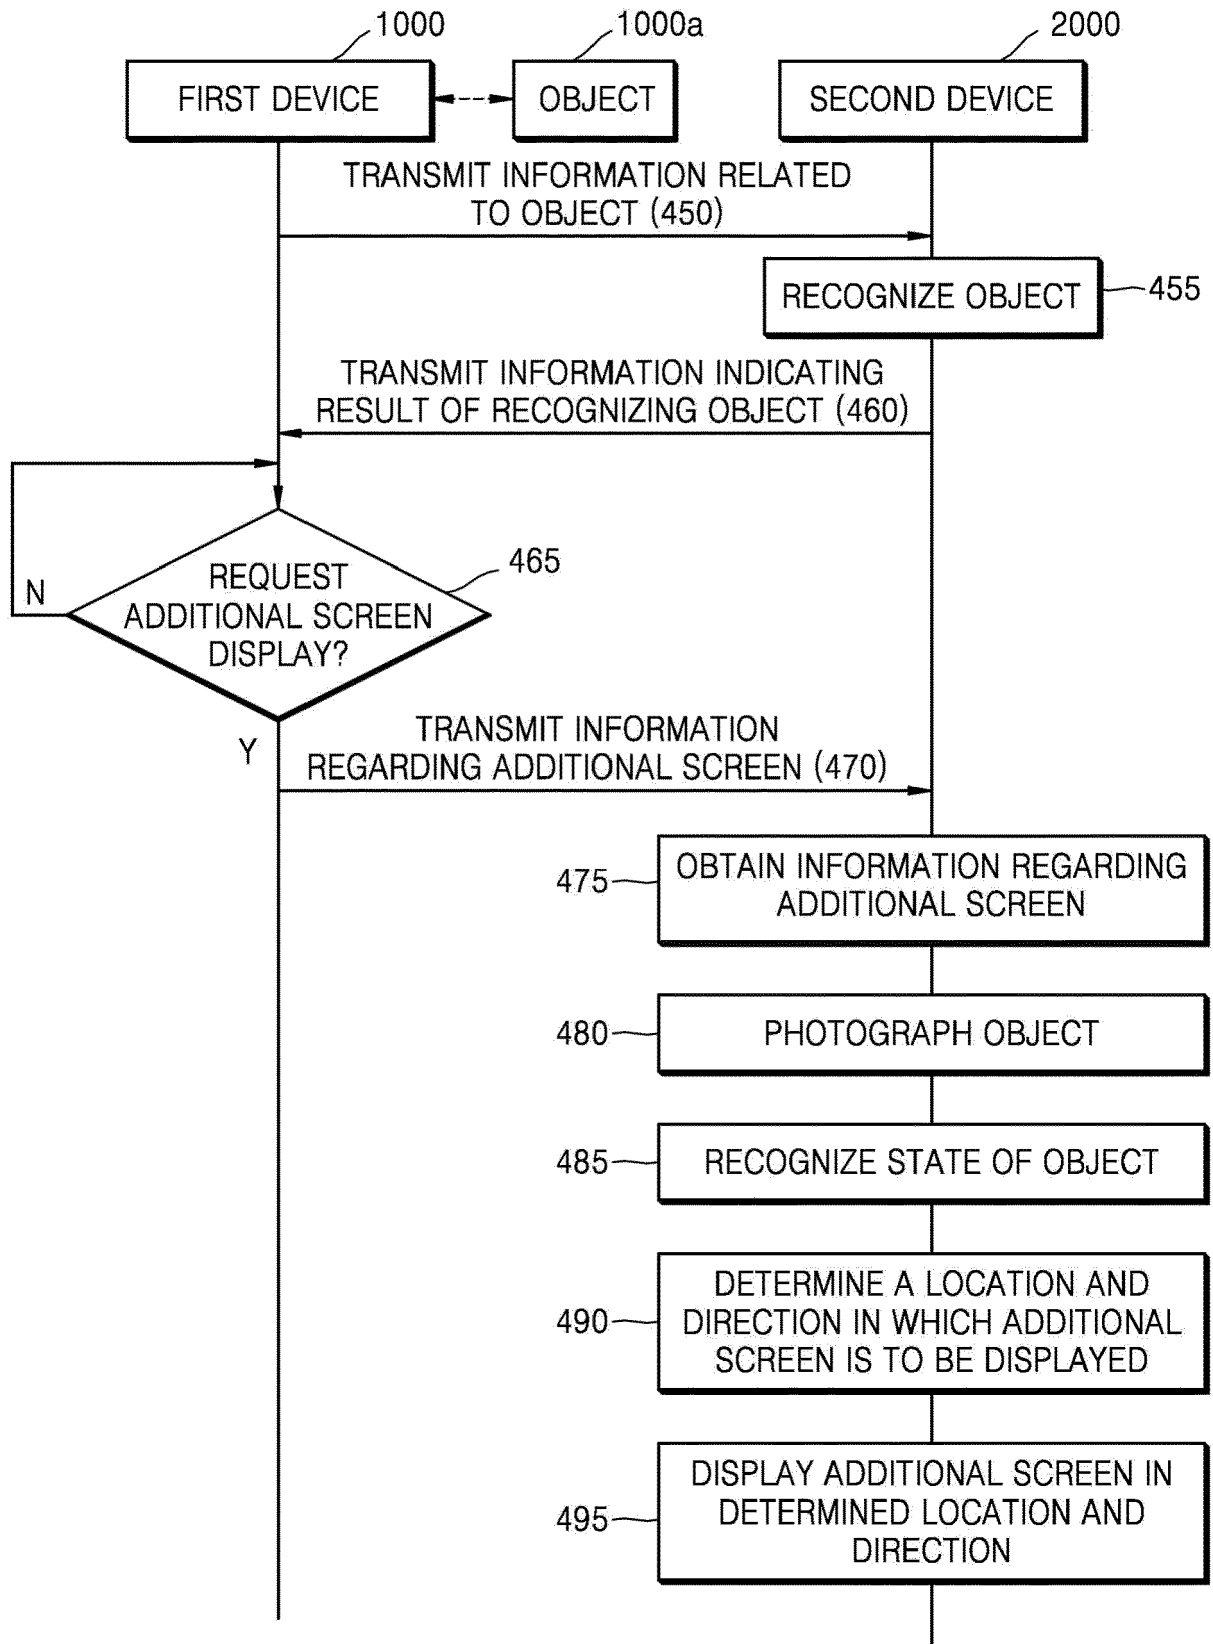 1000
1000a
2000
FIRST DEVICE
OBJECT
SECOND DEVICE
TRANSMIT INFORMATION RELATED
TO OBJECT (450)
RECOGNIZE OBJECT
455
TRANSMIT INFORMATION INDICATING
RESULT OF RECOGNIZING OBJECT (460)
465
REQUEST
ADDITIONAL SCREEN
DISPLAY?
N
Y
TRANSMIT INFORMATION
REGARDING ADDITIONAL SCREEN (470)
475
OBTAIN INFORMATION REGARDING
ADDITIONAL SCREEN
480
PHOTOGRAPH OBJECT
485
RECOGNIZE STATE OF OBJECT
490
DETERMINE A LOCATION AND
DIRECTION IN WHICH ADDITIONAL
SCREEN IS TO BE DISPLAYED
495
DISPLAY ADDITIONAL SCREEN IN
DETERMINED LOCATION AND
DIRECTION